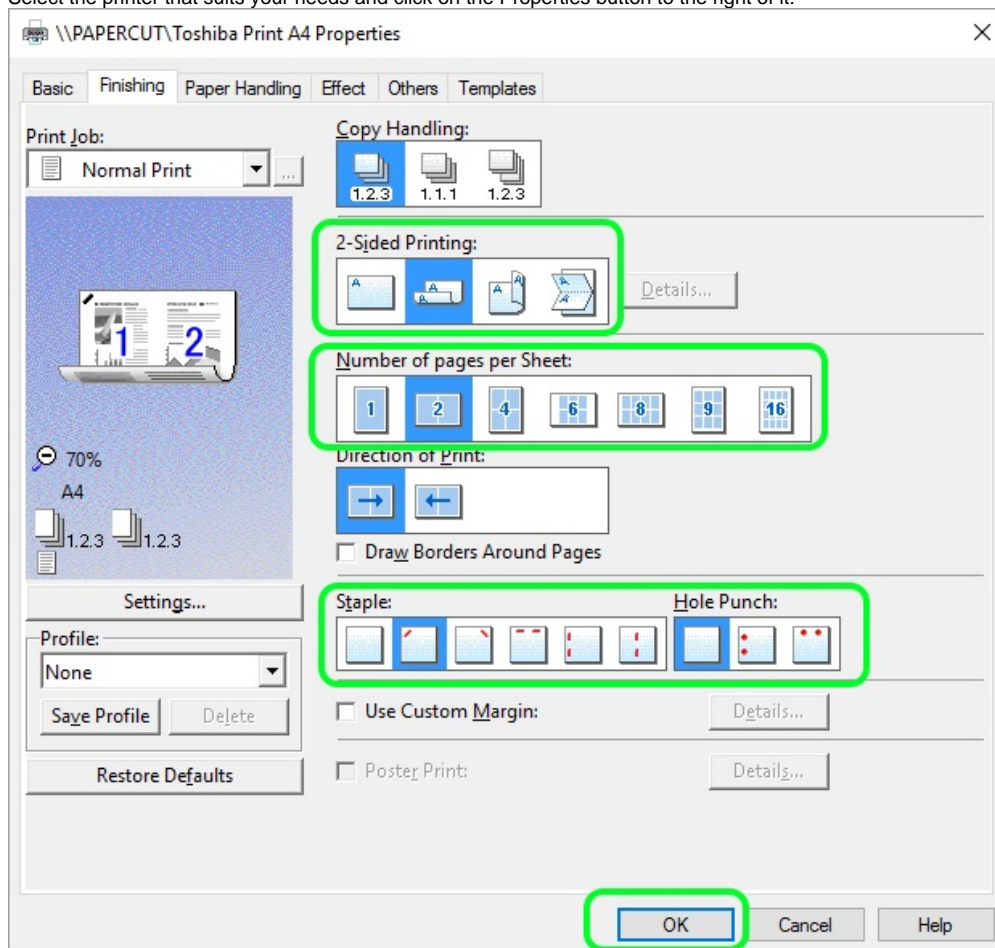 Select the printer that suits your needs and click on the Properties button to the right of it.
\\PAPERCUT\Toshiba Print A4 Properties
Basic Finishing Paper Handling Effect Others Templates
Print Job:
Normal Print ...
1 2
70%
A4
1.2.3 1.2.3
Settings...
Profile:
None
Save Profile Delete
Restore Defaults
Copy Handling:
1.2.3 1.1.1 1.2.3
2-Sided Printing:
A A A A A
Details...
Number of pages per Sheet:
1 2 4 6 8 9 16
Direction of Print:
Draw Borders Around Pages
Staple: Hole Punch:
Use Custom Margin: Details...
Poster Print: Details...
OK Cancel Help